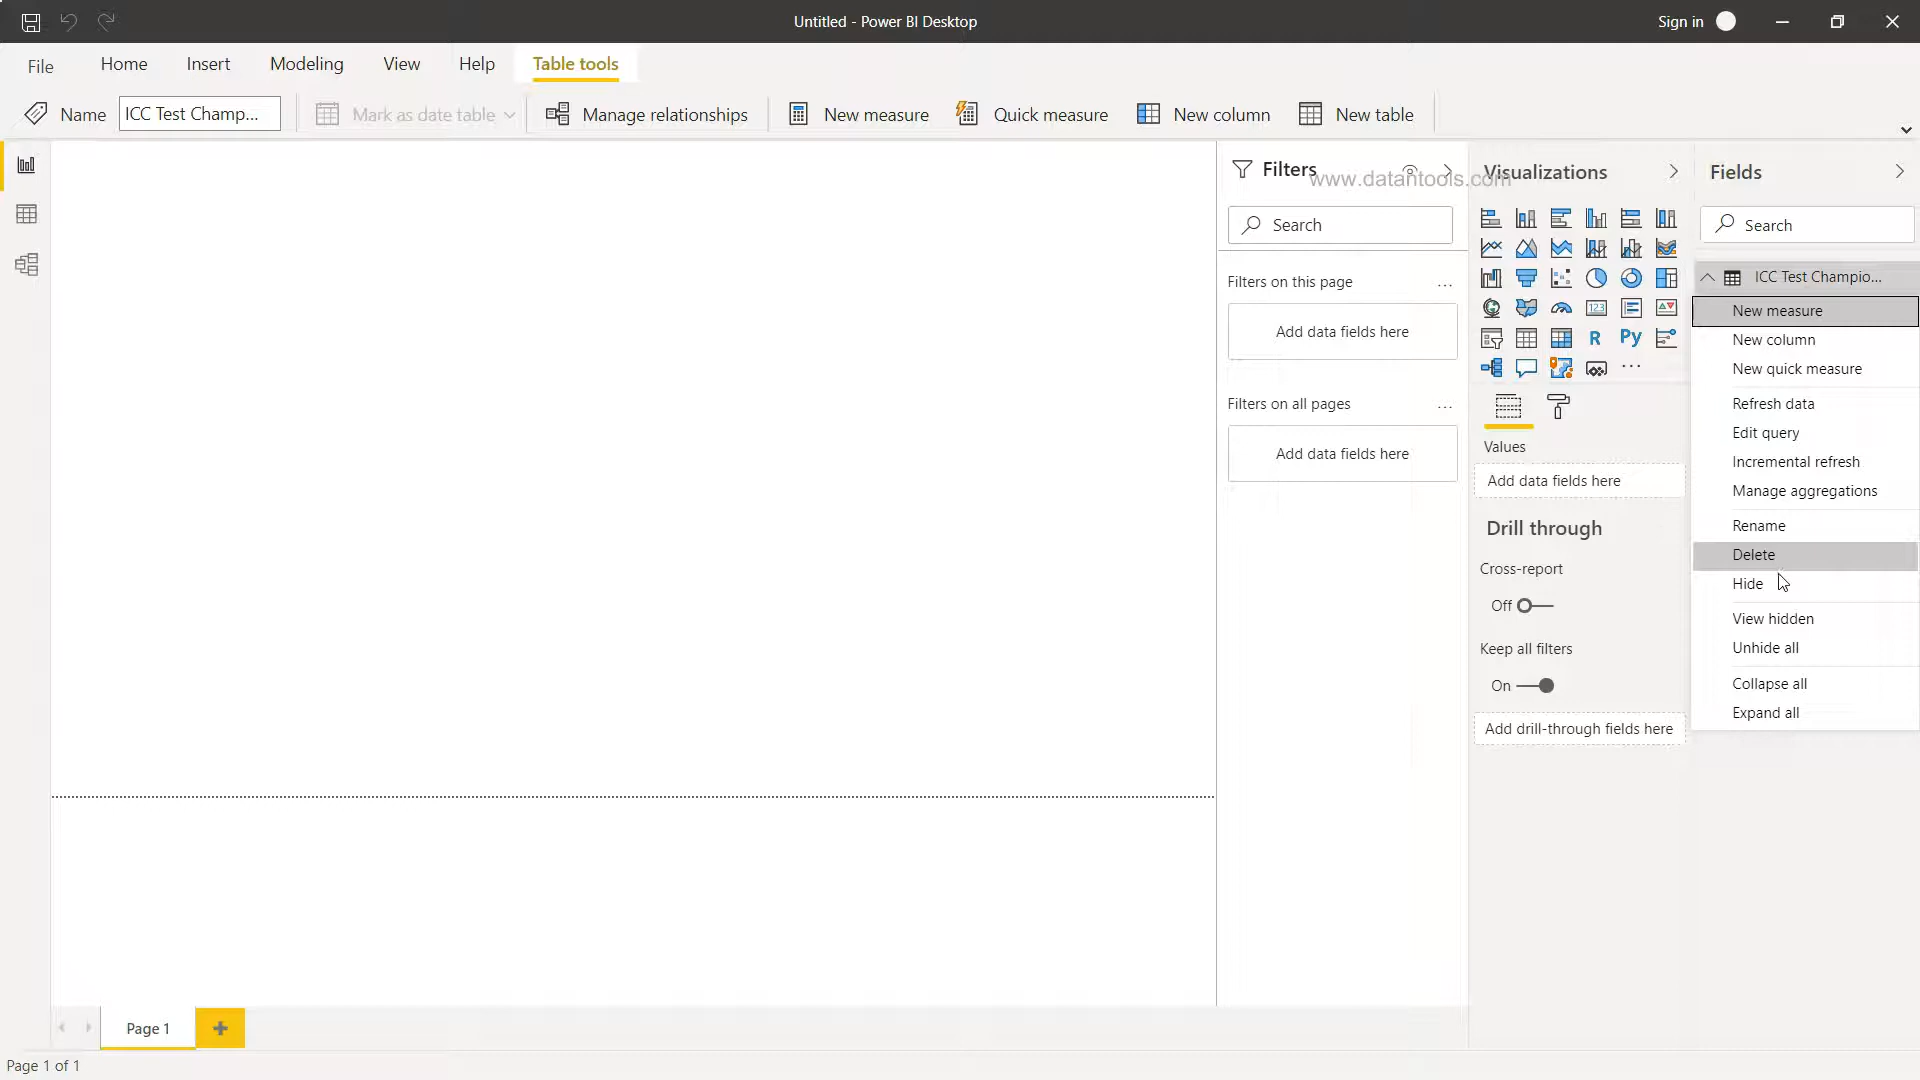 Untitled - Power BI Desktop
Sign in
File
Home
Insert
Modeling
View
Help
Table tools
Name
ICC Test Champ...
Mark as date table
Manage relationships
New measure
Quick measure
New column
New table
Filters
www.datantools.com
Visualizations
Fields
Search
Search
ICC Test Champio...
Filters on this page
...
Add data fields here
Filters on all pages
...
Add data fields here
123
R
Py
...
Values
Add data fields here
Drill through
Cross-report
Off
Keep all filters
On
Add drill-through fields here
New measure
New column
New quick measure
Refresh data
Edit query
Incremental refresh
Manage aggregations
Rename
Delete
Hide
View hidden
Unhide all
Collapse all
Expand all
Page 1
Page 1 of 1